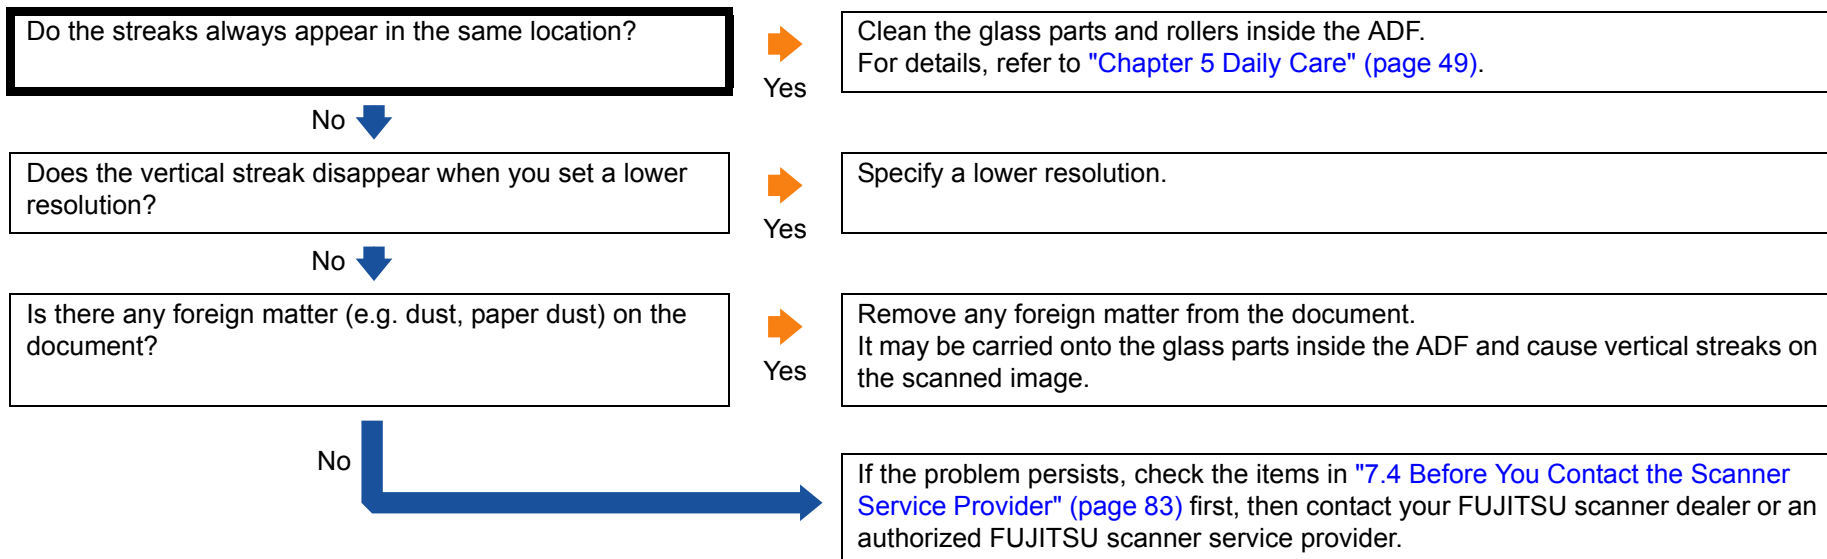 Do the streaks always appear in the same location?
Yes
Clean the glass parts and rollers inside the ADF.
For details, refer to "Chapter 5 Daily Care" (page 49).
No
Does the vertical streak disappear when you set a lower
resolution?
Yes
Specify a lower resolution.
No
Is there any foreign matter (e.g. dust, paper dust) on the
document?
Yes
Remove any foreign matter from the document.
It may be carried onto the glass parts inside the ADF and cause vertical streaks on
the scanned image.
No
If the problem persists, check the items in "7.4 Before You Contact the Scanner
Service Provider" (page 83) first, then contact your FUJITSU scanner dealer or an
authorized FUJITSU scanner service provider.